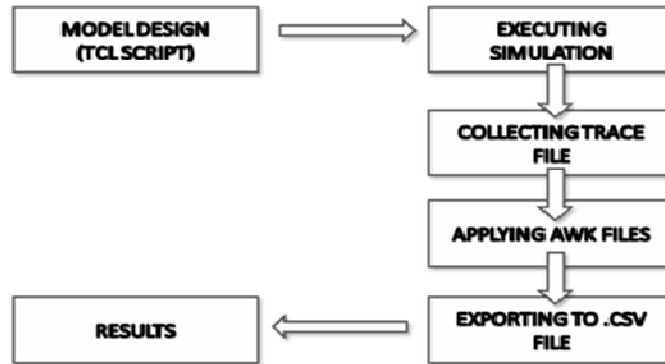 MODEL DESIGN
(TCL SCRIPT)
EXECUTING
SIMULATION
COLLECTING TRACE
FILE
APPLYING AWK FILES
EXPORTING TO .CSV
FILE
RESULTS